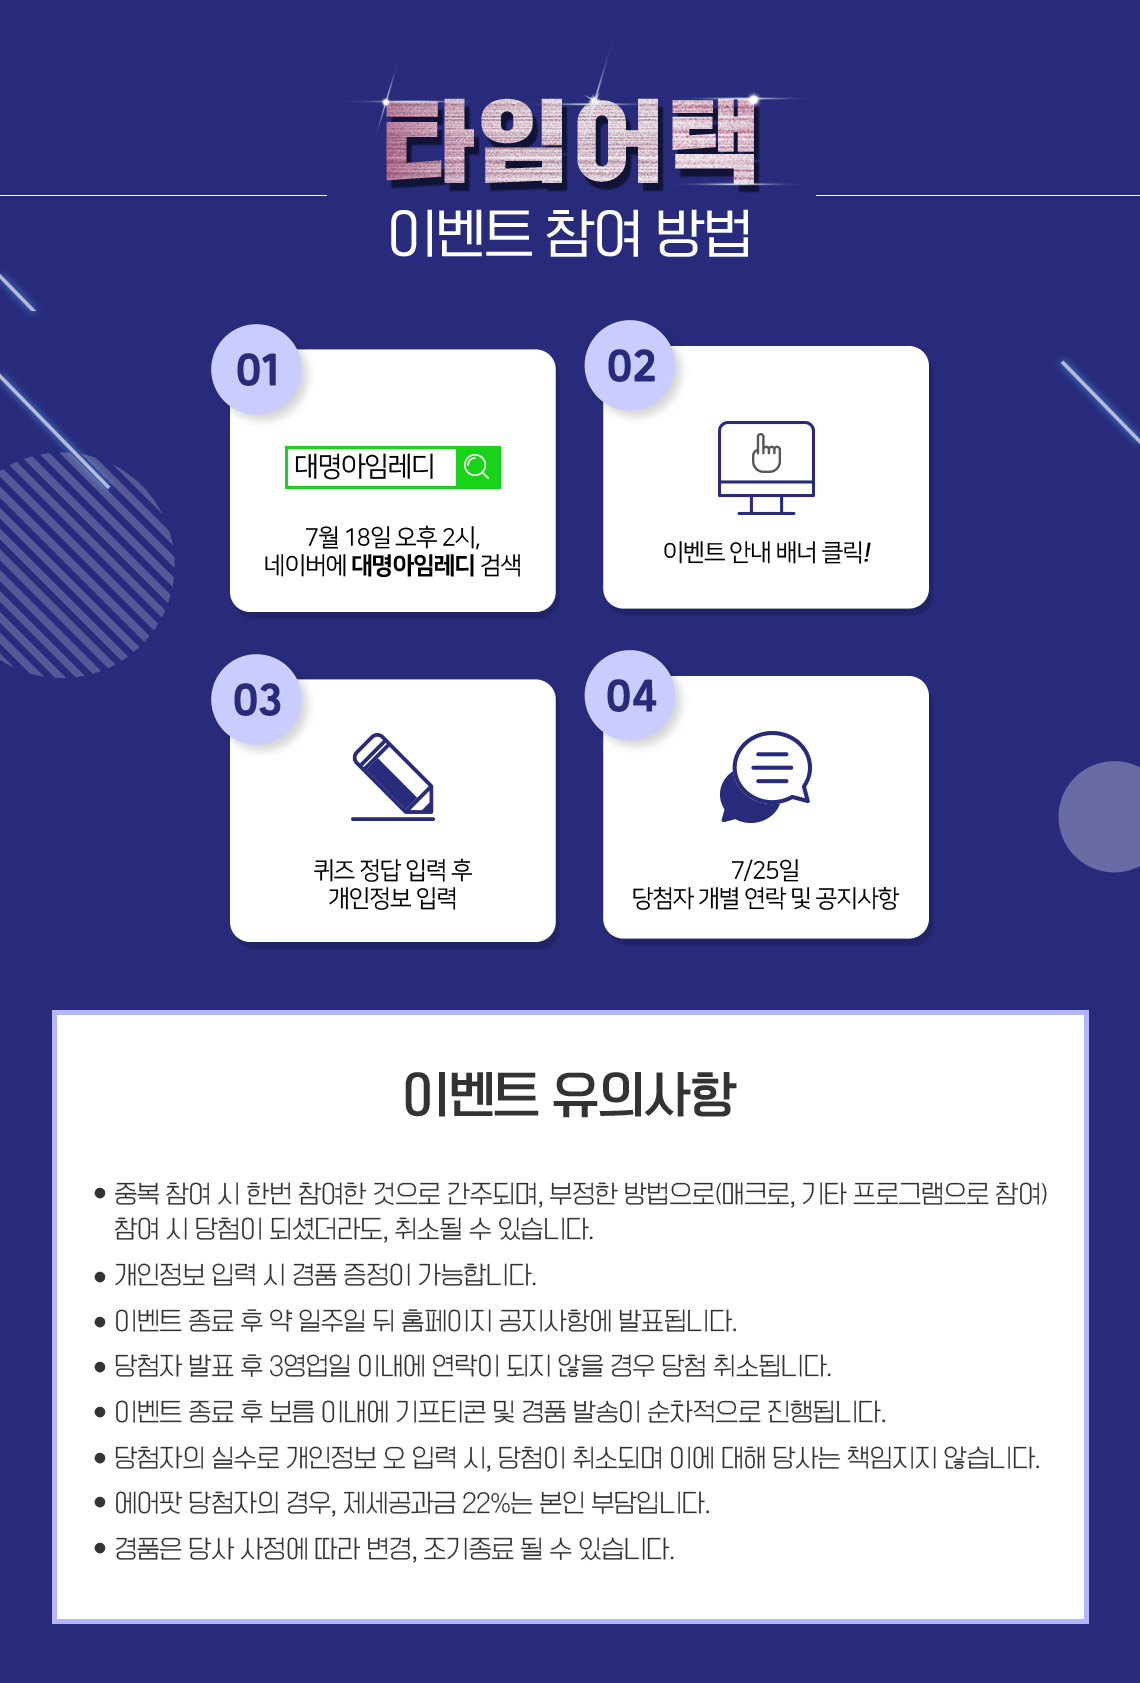 타임어택
이벤트 참여 방법
01
대명아임레디
7월 18일 오후 2시,
네이버에 대명아임레디 검색
02
이벤트 안내 배너 클릭!
03
퀴즈 정답 입력 후
개인정보 입력
04
7/25일
당첨자 개별 연락 및 공지사항
이벤트 유의사항
• 중복 참여 시 한번 참여한 것으로 간주되며, 부정한 방법으로(매크로, 기타 프로그램으로 참여)
참여 시 당첨이 되셨더라도, 취소될 수 있습니다.
• 개인정보 입력 시 경품 증정이 가능합니다.
• 이벤트 종료 후 약 일주일 뒤 홈페이지 공지사항에 발표됩니다.
• 당첨자 발표 후 3영업일 이내에 연락이 되지 않을 경우 당첨 취소됩니다.
• 이벤트 종료 후 보름 이내에 기프티콘 및 경품 발송이 순차적으로 진행됩니다.
• 당첨자의 실수로 개인정보 오 입력 시, 당첨이 취소되며 이에 대해 당사는 책임지지 않습니다.
• 에어팟 당첨자의 경우, 제세공과금 22%는 본인 부담입니다.
• 경품은 당사 사정에 따라 변경, 조기종료 될 수 있습니다.